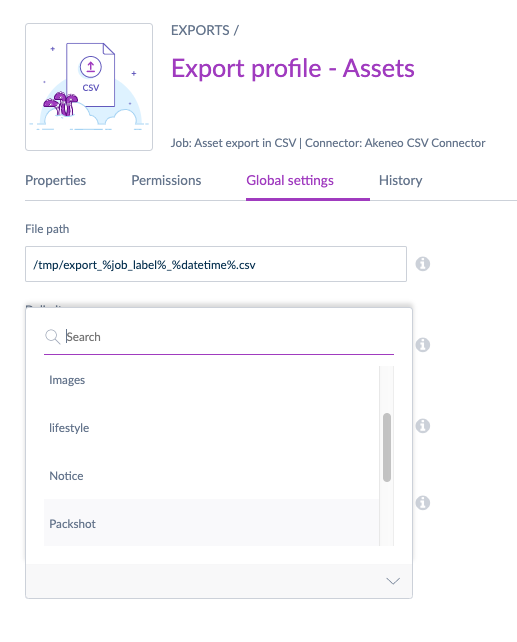 EXPORTS /
Export profile - Assets
CSV
Job: Asset export in CSV | Connector: Akeneo CSV Connector
Properties Permissions Global settings History
File path
/tmp/export_%job_label%_%datetime%.csv
Search
Images
lifestyle
Notice
Packshot